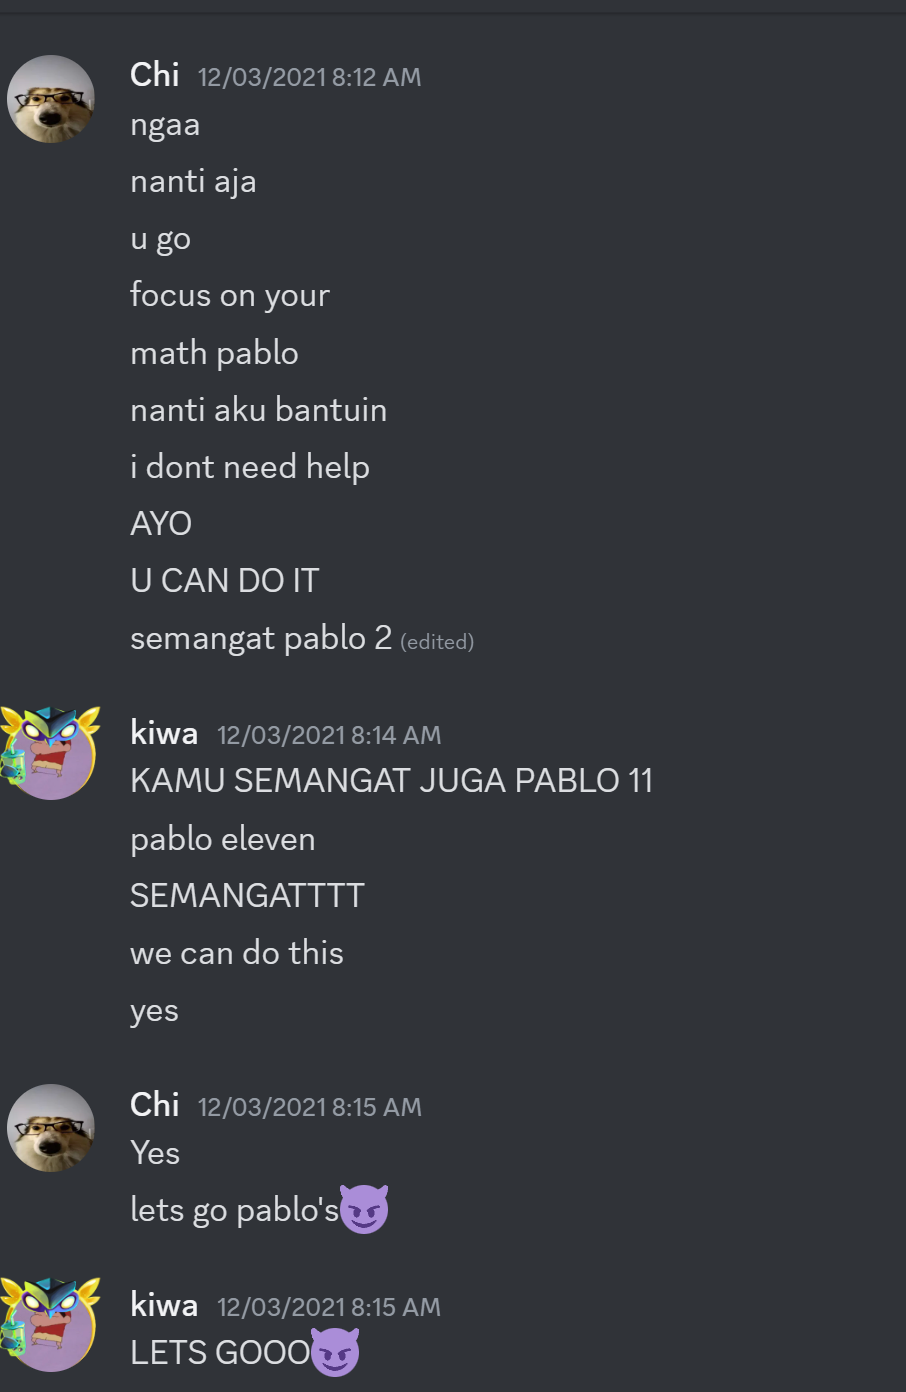 Chi 12/03/2021 8:12 AM
ngaa
nanti aja
u go
focus on your
math pablo
nanti aku bantuin
i dont need help
AYO
U CAN DO IT
semangat pablo 2 (edited)
kiwa 12/03/2021 8:14 AM
KAMU SEMANGAT JUGA PABLO 11
pablo eleven
SEMANGATTTT
we can do this
yes
Chi 12/03/2021 8:15 AM
Yes
lets go pablo's😈
kiwa 12/03/2021 8:15 AM
LETS GOOO😈